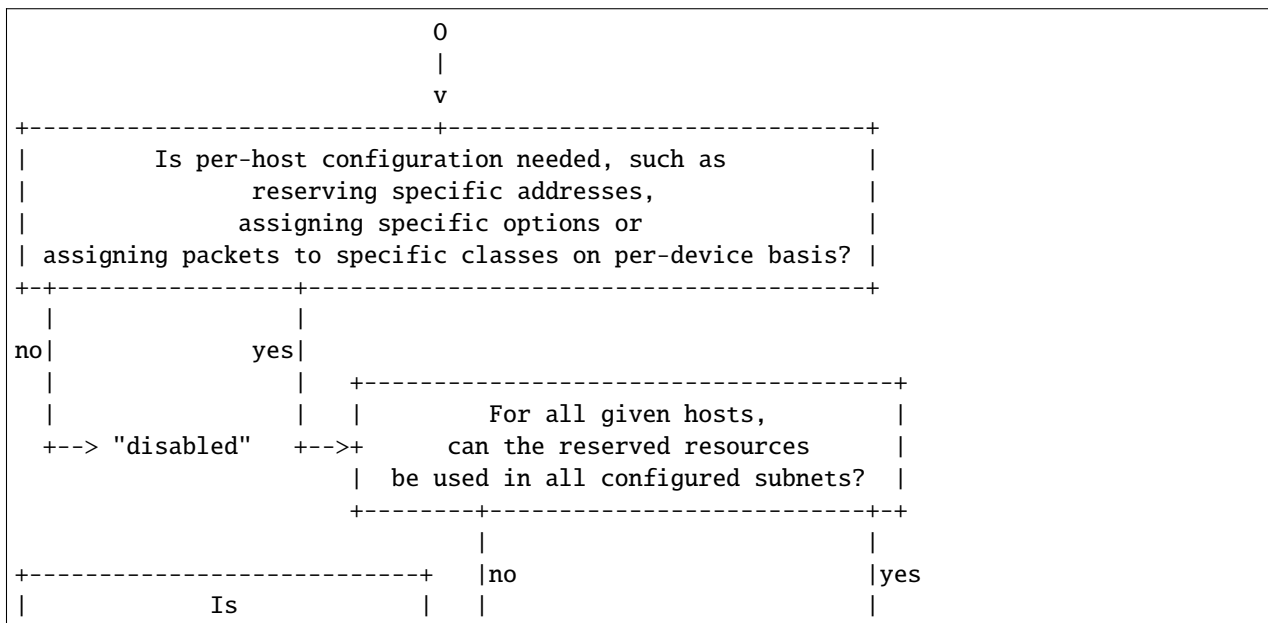 O
                              |
                              v
+-----------------------------+------------------------------+
|         Is per-host configuration needed, such as          |
|                reserving specific addresses,               |
|               assigning specific options or                |
| assigning packets to specific classes on per-device basis? |
+-+-----------------+----------------------------------------+
  |                 |
no|              yes|
  |                 |   +--------------------------------------+
  |                 |   |         For all given hosts,         |
  +--> "disabled"   +-->+      can the reserved resources      |
                        |  be used in all configured subnets?  |
                        +--------+---------------------------+-+
                                 |                           |
+----------------------------+   |no                         |yes
|             Is             |   |                           |